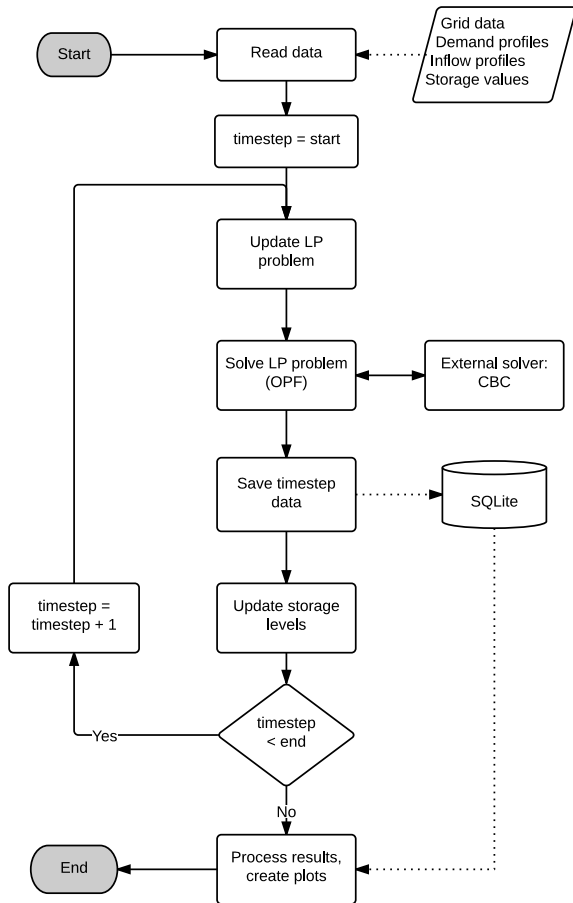 Start
Read data
Grid data
Demand profiles
Inflow profiles
Storage values
timestep = start
Update LP
problem
Solve LP problem
(OPF)
External solver:
CBC
Save timestep
data
SQLite
timestep =
timestep + 1
Update storage
levels
timestep
< end
Yes
No
End
Process results,
create plots